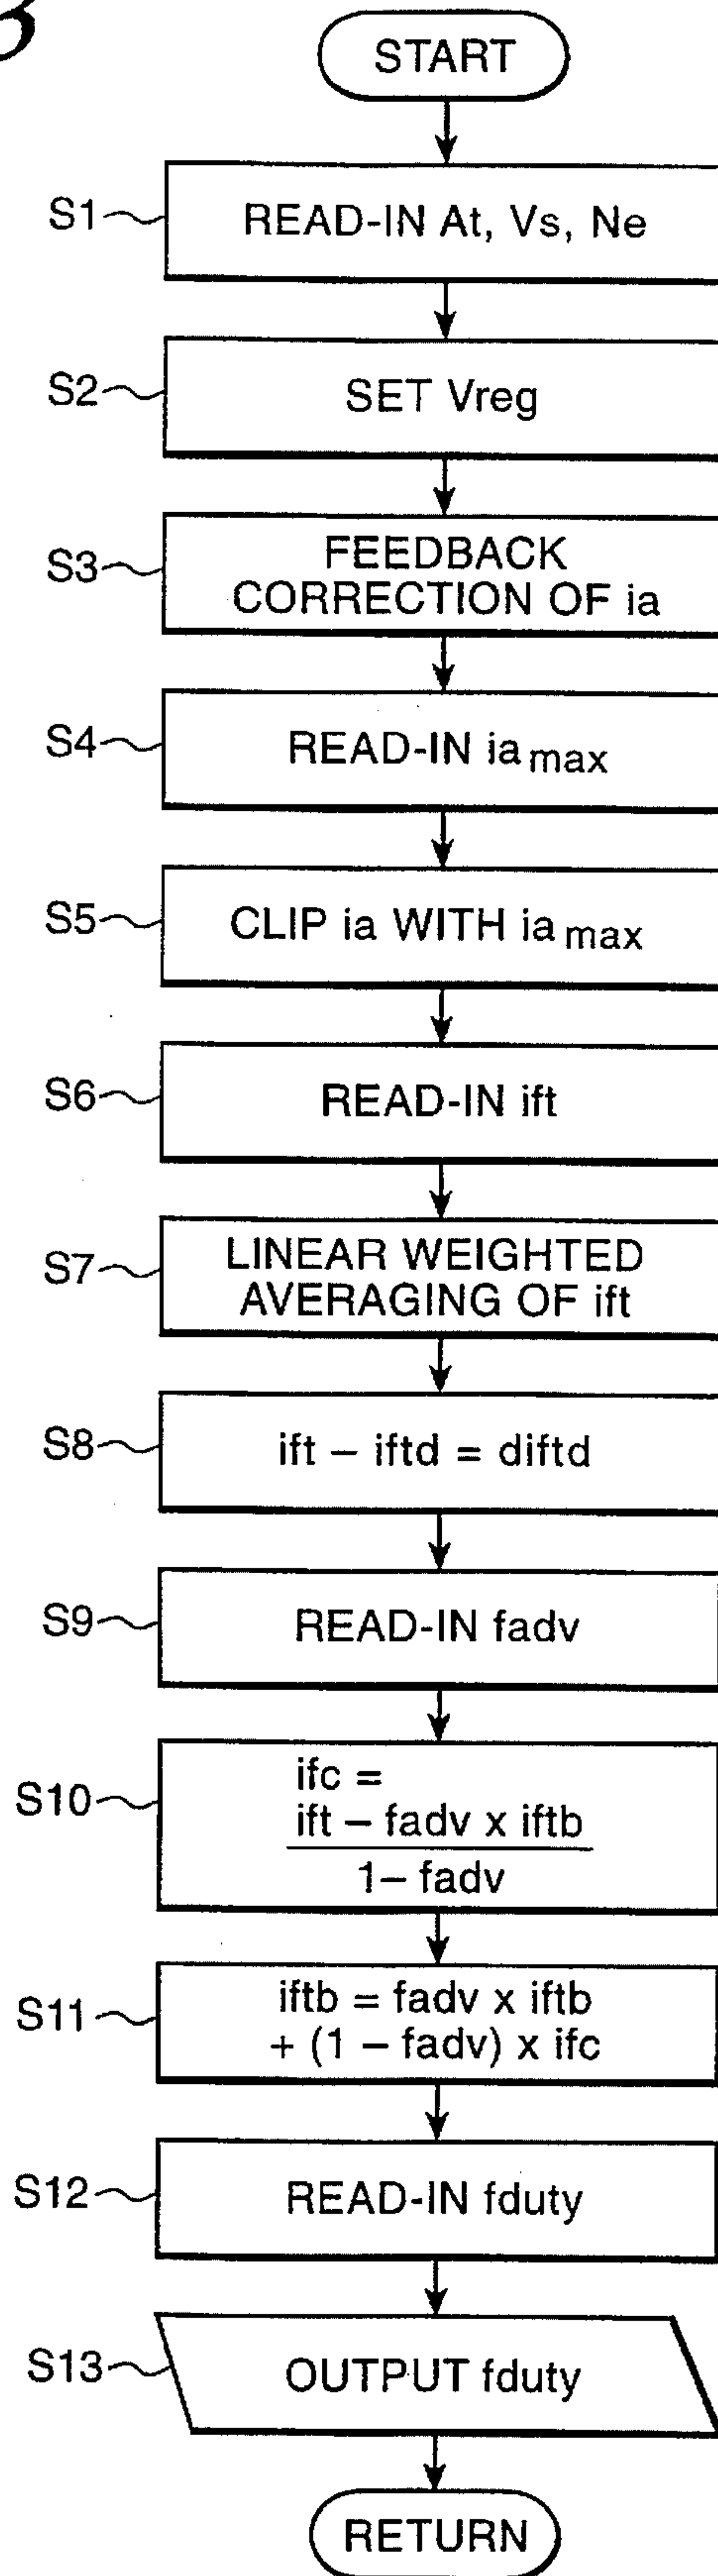 START
S1 READ-IN At, Vs, Ne
S2 SET Vreg
S3 FEEDBACK
CORRECTION OF ia
S4 READ-IN ia max
S5 CLIP ia WITH ia max
S6 READ-IN ift
S7 LINEAR WEIGHTED
AVERAGING OF ift
S8 ift – iftd = diftd
S9 READ-IN fadv
S10 ifc =
ift – fadv x iftb
1– fadv
S11 iftb = fadv x iftb
+ (1 – fadv) x ifc
S12 READ-IN fduty
S13 OUTPUT fduty
RETURN